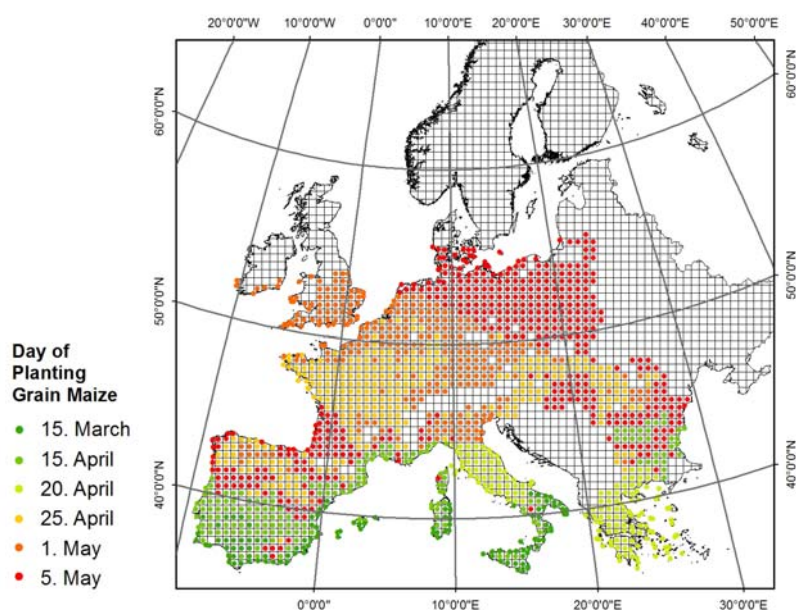 20°0'0"W 10°0'0"W 0°0'0" 10°0'0"E 20°0'0"E 30°0'0"E 40°0'0"E 50°0'0"E
60°0'0"N
60°0'0"N
50°0'0"N
50°0'0"N
40°0'0"N
40°0'0"N
Day of
Planting
Grain Maize
15. March
15. April
20. April
25. April
1. May
5. May
0°0'0"E 10°0'0"E 20°0'0"E 30°0'0"E